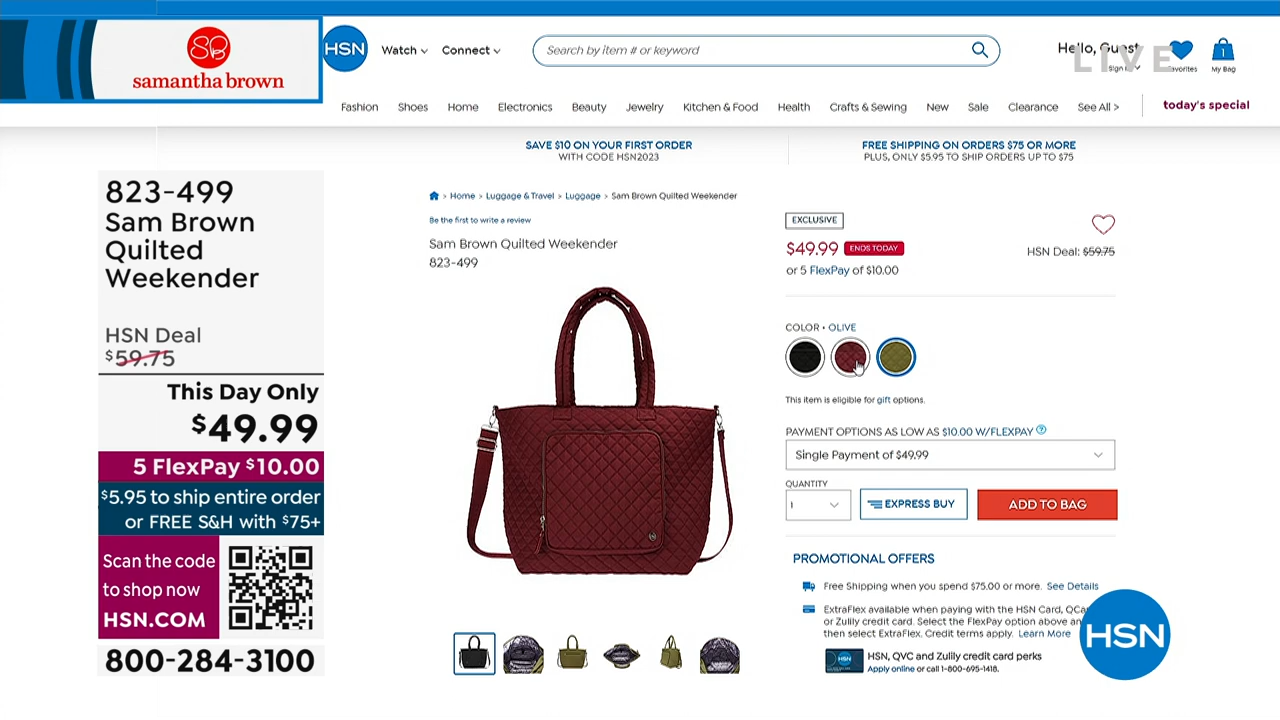 SB
samantha brown
HSN
Watch
Connect
Search by item # or keyword
Hello, Guest
LIVE
Favorites
1
My Bag
Fashion
Shoes
Home
Electronics
Beauty
Jewelry
Kitchen & Food
Health
Crafts & Sewing
New
Sale
Clearance
See All >
today's special
SAVE $10 ON YOUR FIRST ORDER
WITH CODE HSN2023
FREE SHIPPING ON ORDERS $75 OR MORE
PLUS, ONLY $5.95 TO SHIP ORDERS UP TO $75
823-499
Sam Brown
Quilted
Weekender
HSN Deal
$59.75
This Day Only
$49.99
5 FlexPay $10.00
$5.95 to ship entire order
or FREE S&H with $75+
Scan the code
to shop now
HSN.COM
800-284-3100
> Home > Luggage & Travel > Luggage > Sam Brown Quilted Weekender
Be the first to write a review
Sam Brown Quilted Weekender
823-499
EXCLUSIVE
$49.99 ENDS TODAY
HSN Deal: $59.75
or 5 FlexPay of $10.00
COLOR • OLIVE
This item is eligible for gift options.
PAYMENT OPTIONS AS LOW AS $10.00 W/FLEXPAY ?
Single Payment of $49.99
QUANTITY
1
EXPRESS BUY
ADD TO BAG
PROMOTIONAL OFFERS
Free Shipping when you spend $75.00 or more. See Details
ExtraFlex available when paying with the HSN Card, QCard
or Zulily credit card. Select the FlexPay option above and
then select ExtraFlex. Credit terms apply. Learn More
HSN, QVC and Zulily credit card perks
Apply online or call 1-800-695-1418.
HSN